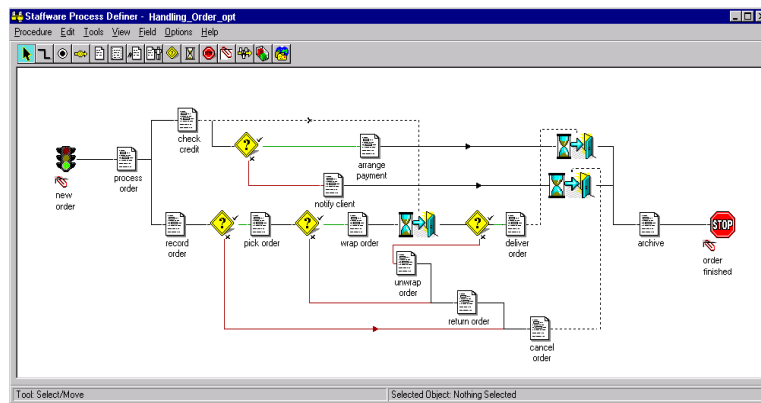 Staffware Process Definer - Handling_Order_opt
Procedure Edit Tools View Field Options Help
check
credit
?
arrange
payment
new
order
process
order
notify client
record
order
?
pick order
?
wrap order
?
deliver
order
archive
STOP
order
finished
unwrap
order
return order
cancel
order
Tool: Select/Move
Selected Object: Nothing Selected